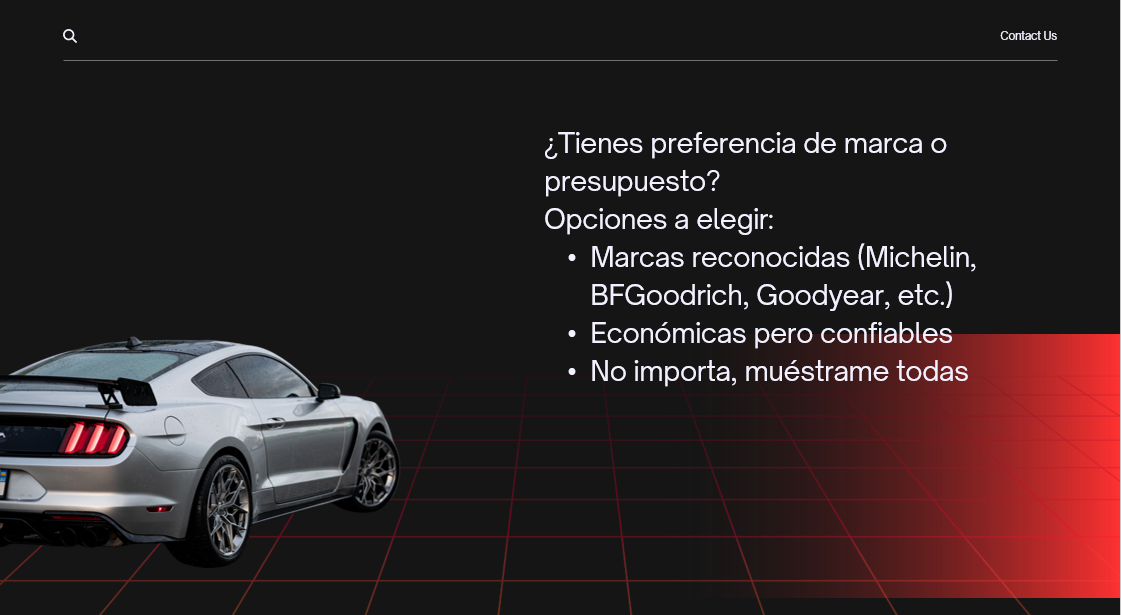 Contact Us
¿Tienes preferencia de marca o
presupuesto?
Opciones a elegir:
• Marcas reconocidas (Michelin,
BFGoodrich, Goodyear, etc.)
• Económicas pero confiables
• No importa, muéstrame todas